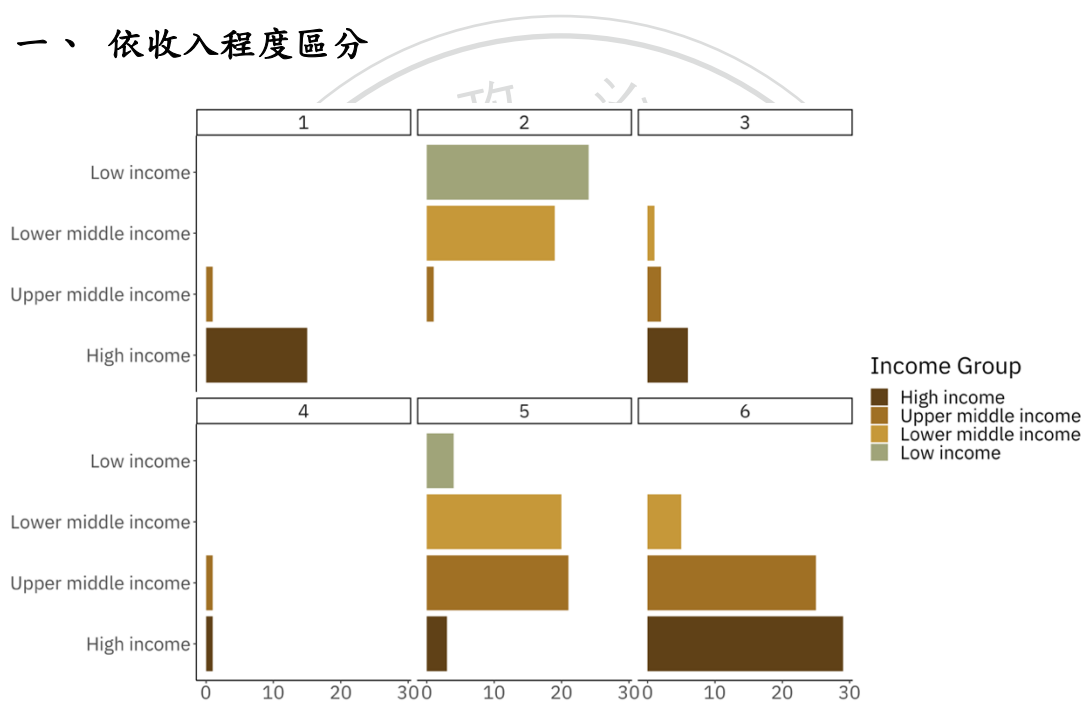 一、 依收入程度區分
政 治
1 2 3
Low income
Lower middle income
Upper middle income
High income
4 5 6
Low income
Lower middle income
Upper middle income
High income
0 10 20 30 0 10 20 30 0 10 20 30
Income Group
High income
Upper middle income
Lower middle income
Low income